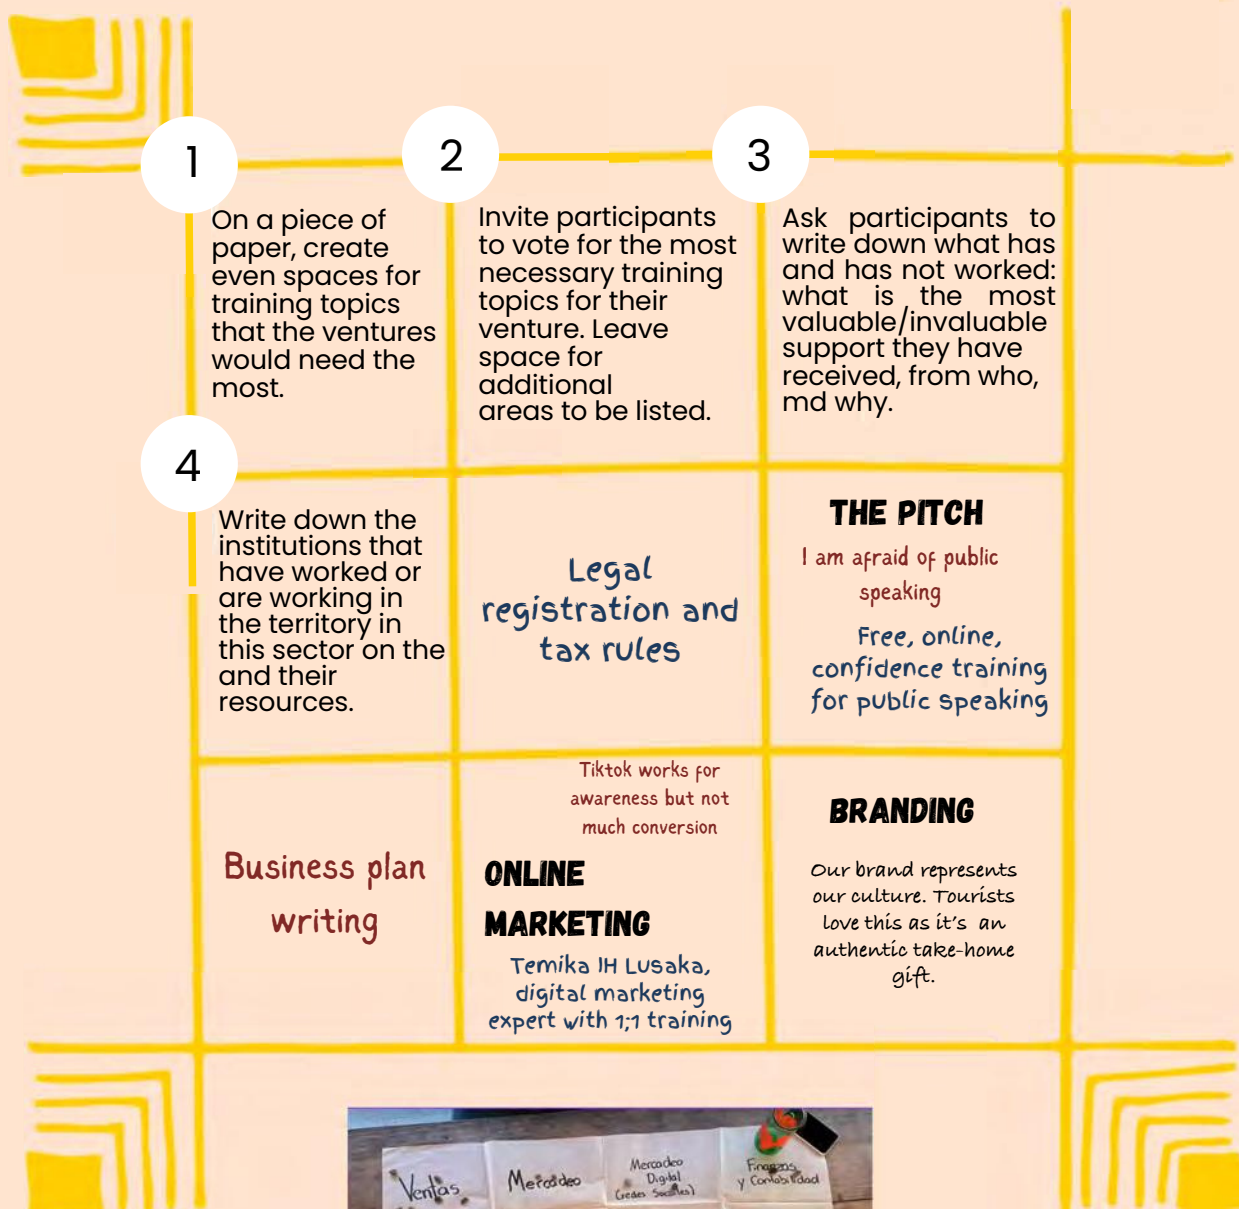 1
On a piece of
paper, create
even spaces for
training topics
that the ventures
would need the
most.
2
Invite participants
to vote for the most
necessary training
topics for their
venture. Leave
space for
additional
areas to be listed.
3
Ask participants to
write down what has
and has not worked:
what is the most
valuable/invaluable
support they have
received, from who,
md why.
4
Write down the
institutions that
have worked or
are working in
the territory in
this sector on the
and their
resources.
Legal
registration and
tax rules
THE PITCH
I am afraid of public
speaking
Free, online,
confidence training
for public speaking
Business plan
writing
Tiktok works for
awareness but not
much conversion
ONLINE
MARKETING
Temika IH Lusaka,
digital marketing
expert with 1;1 training
BRANDING
Our brand represents
our culture. Tourists
love this as it's an
authentic take-home
gift.
Ventas
Mercadeo
Mercadeo
Digital
(redes Sociales)
Finanzas
y Contabilidad